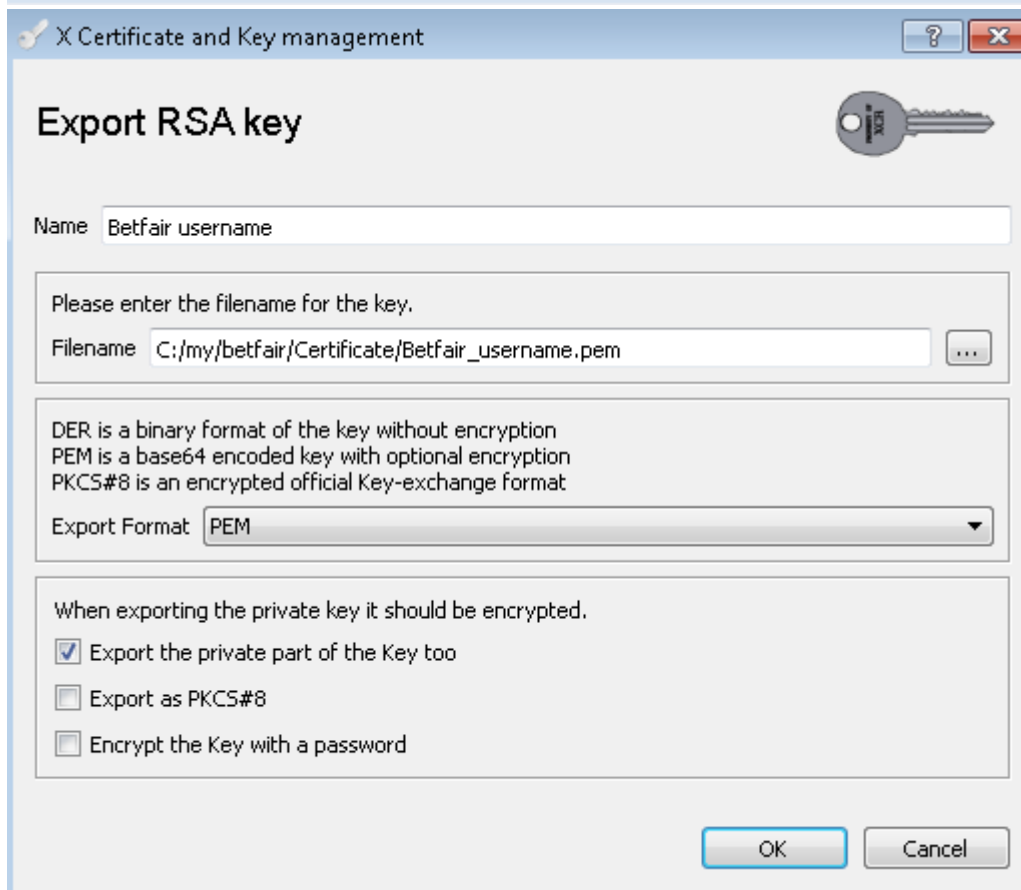 X Certificate and Key management
Export RSA key
Name Betfair username
Please enter the filename for the key.
Filename C:/my/betfair/Certificate/Betfair_username.pem ...
DER is a binary format of the key without encryption
PEM is a base64 encoded key with optional encryption
PKCS#8 is an encrypted official Key-exchange format
Export Format PEM
When exporting the private key it should be encrypted.
Export the private part of the Key too
Export as PKCS#8
Encrypt the Key with a password
OK Cancel